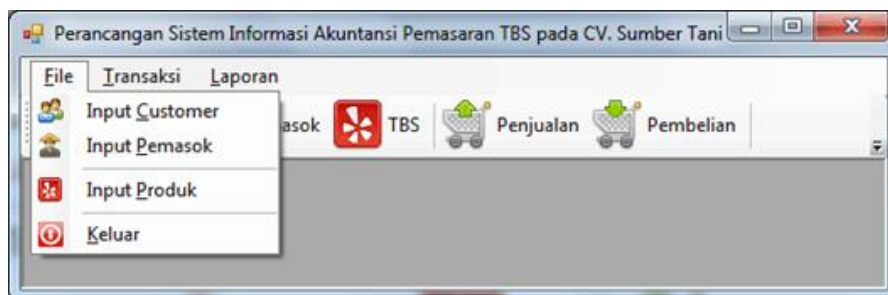 Perancangan Sistem Informasi Akuntansi Pemasaran TBS pada CV. Sumber Tani
File Transaksi Laporan
Input Customer
Input Pemasok
Input Produk
Keluar
asok TBS Penjualan Pembelian